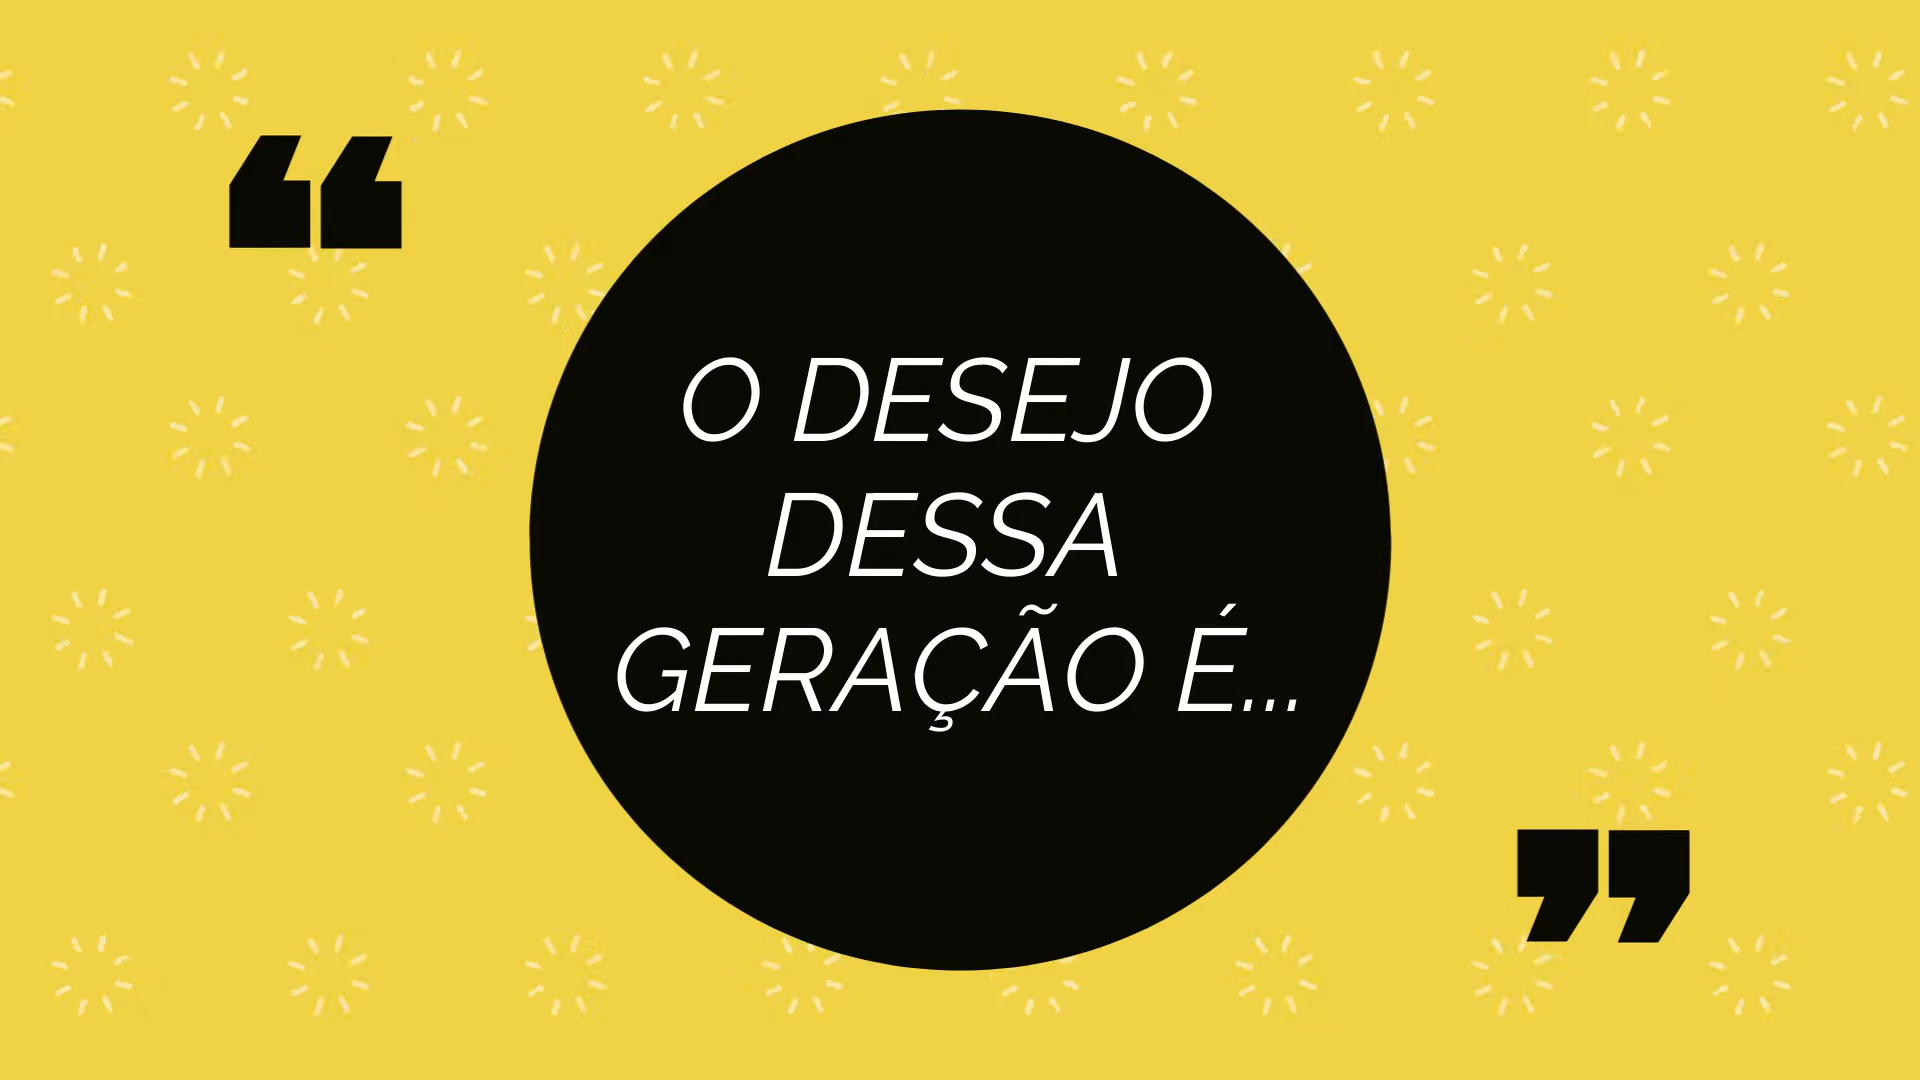 “
O DESEJO
DESSA
GERAÇÃO É...
”